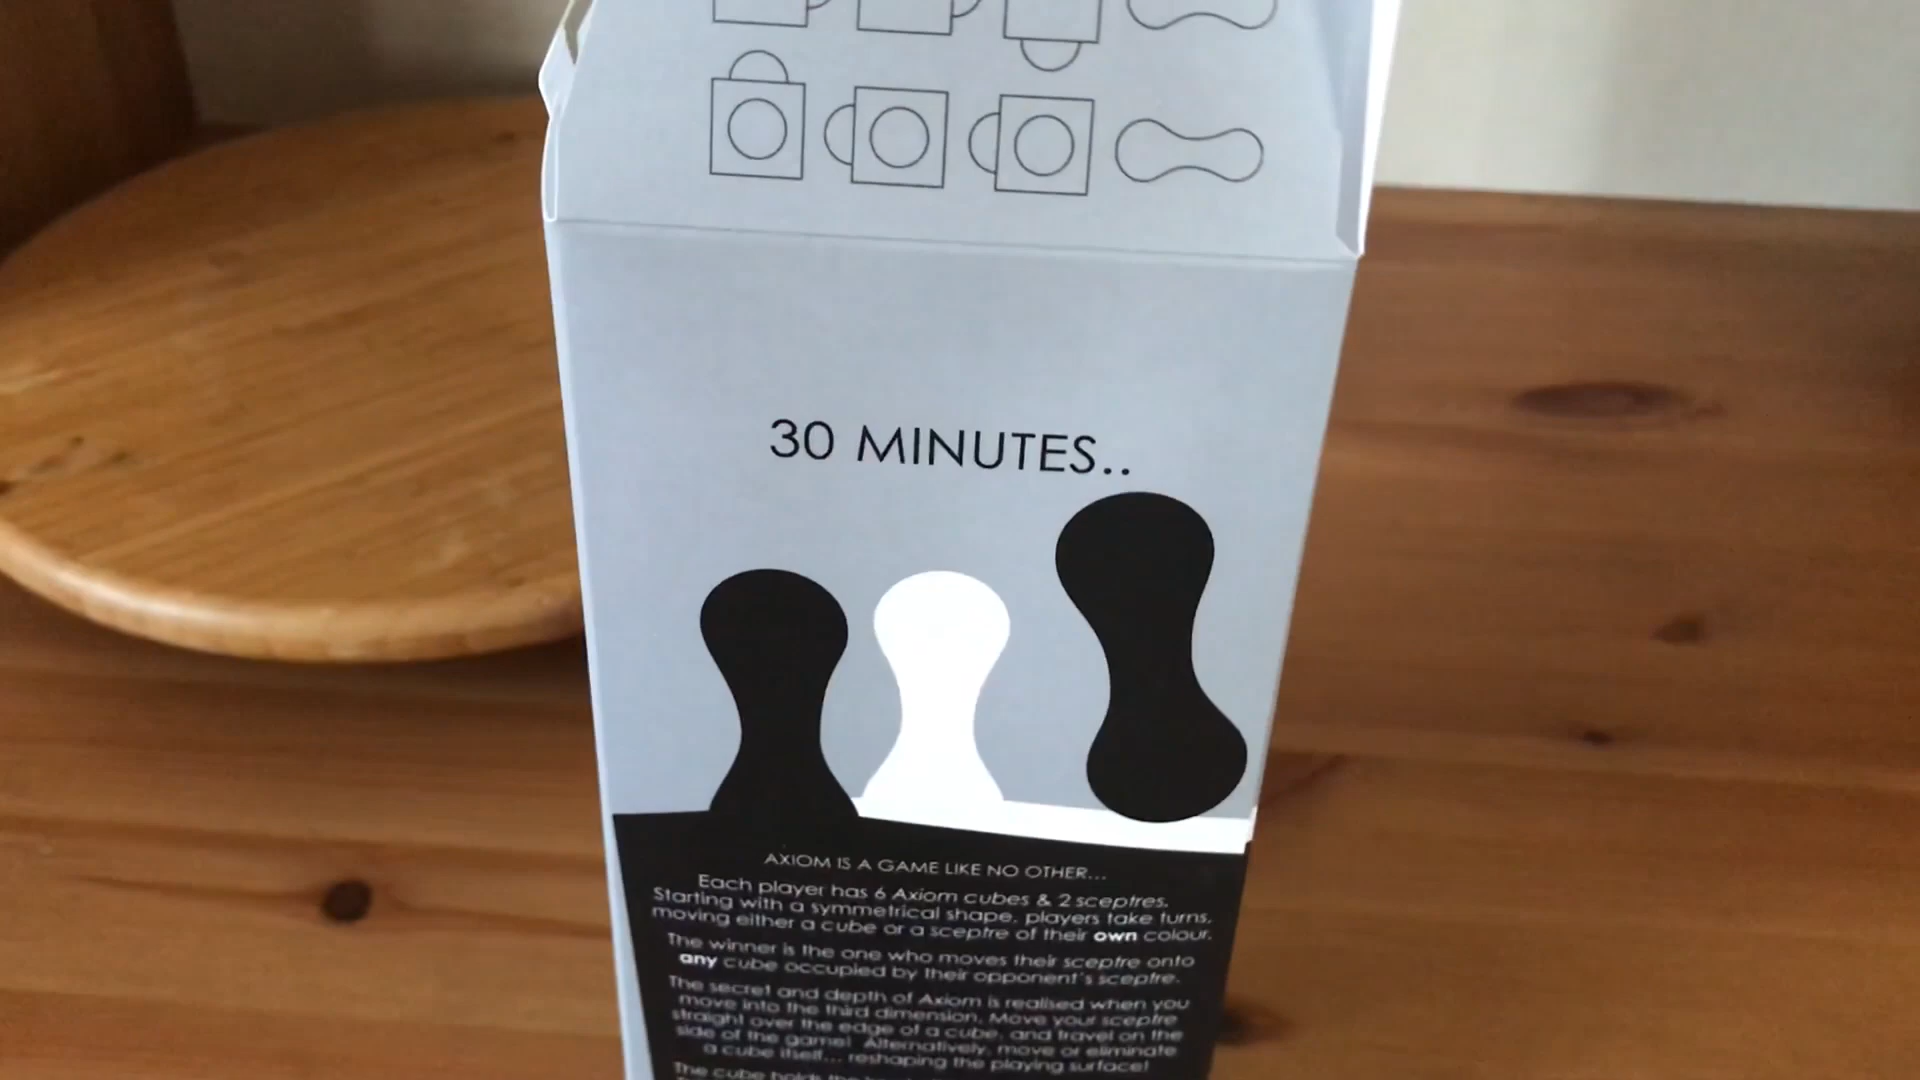 30 MINUTES..
AXIOM IS A GAME LIKE NO OTHER...
Each player has 6 Axiom cubes & 2 sceptres.
Starting with a symmetrical shape, players take turns,
moving either a cube or a sceptre of their own colour.
The winner is the one who moves their sceptre onto
any cube occupied by their opponent's sceptre.
The secret and depth of Axiom is realised when you
move into the third dimension. Move your sceptre
straight over the edge of a cube, and travel on the
side of the game! Alternatively, move or eliminate
a cube itself... reshaping the playing surface!
The cube holds the